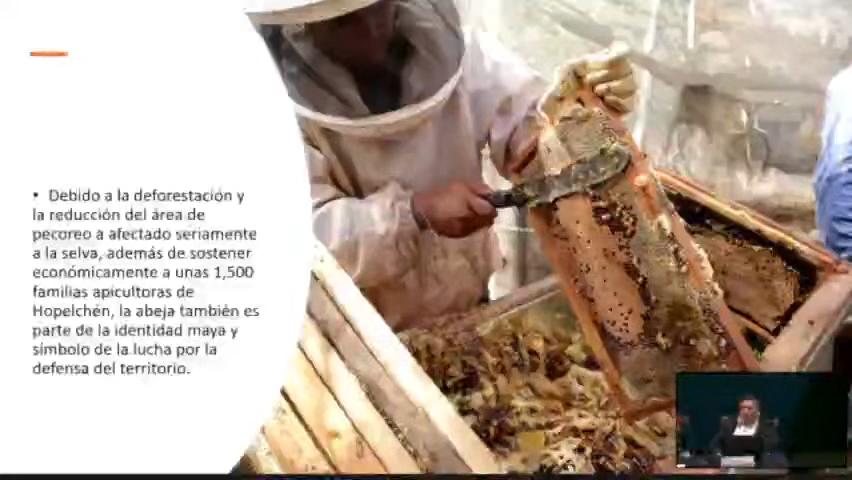 • Debido a la deforestación y
la reducción del área de
pecoreo a afectado seriamente
a la selva, además de sostener
económicamente a unas 1,500
familias apicultoras de
Hopelchén, la abeja también es
parte de la identidad maya y
símbolo de la lucha por la
defensa del territorio.